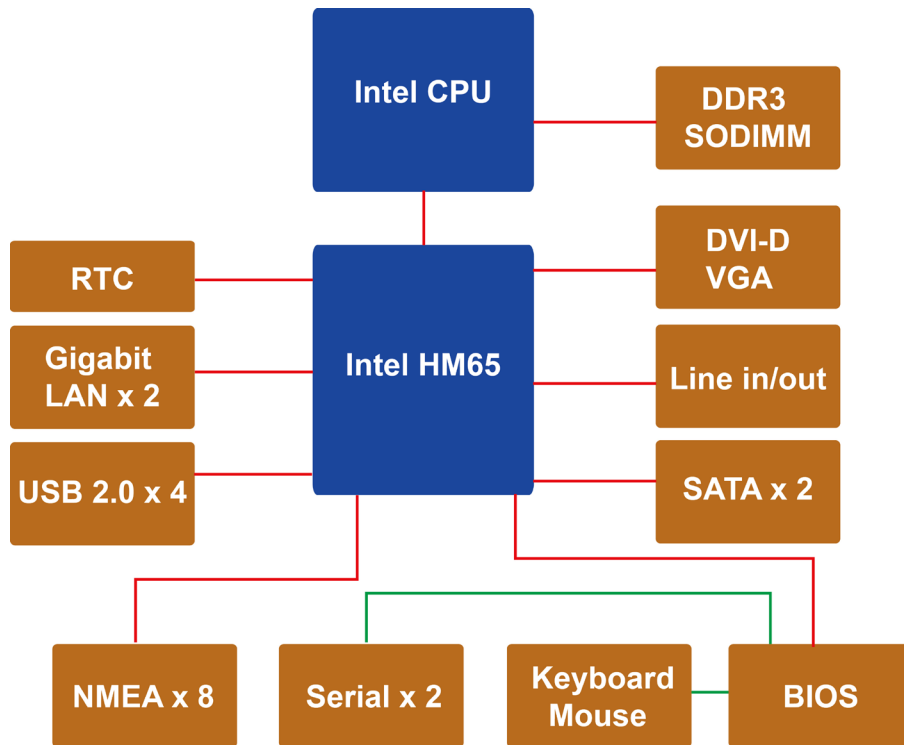 Intel CPU
DDR3
SODIMM
DVI-D
VGA
RTC
Gigabit
LAN x 2
Intel HM65
Line in/out
USB 2.0 x 4
SATA x 2
NMEA x 8
Serial x 2
Keyboard
Mouse
BIOS